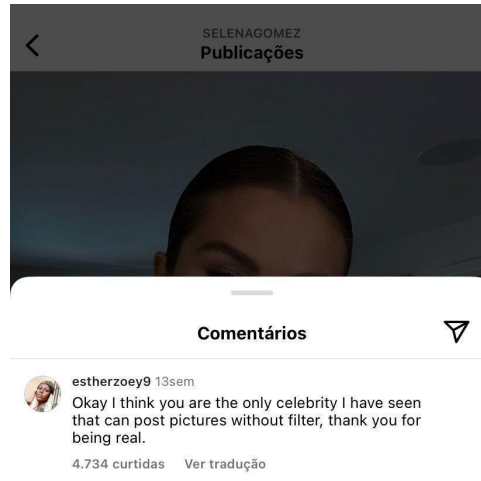 SELENAGOMEZ
Publicações
Comentários
estherzoey9 13sem
Okay I think you are the only celebrity I have seen
that can post pictures without filter, thank you for
being real.
4.734 curtidas Ver tradução